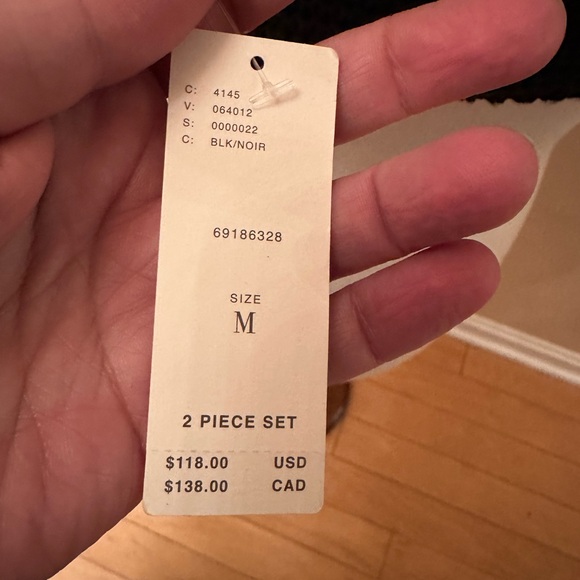 C: 4145
V: 064012
S: 0000022
C: BLK/NOIR
69186328
SIZE
M
2 PIECE SET
$118.00 USD
$138.00 CAD